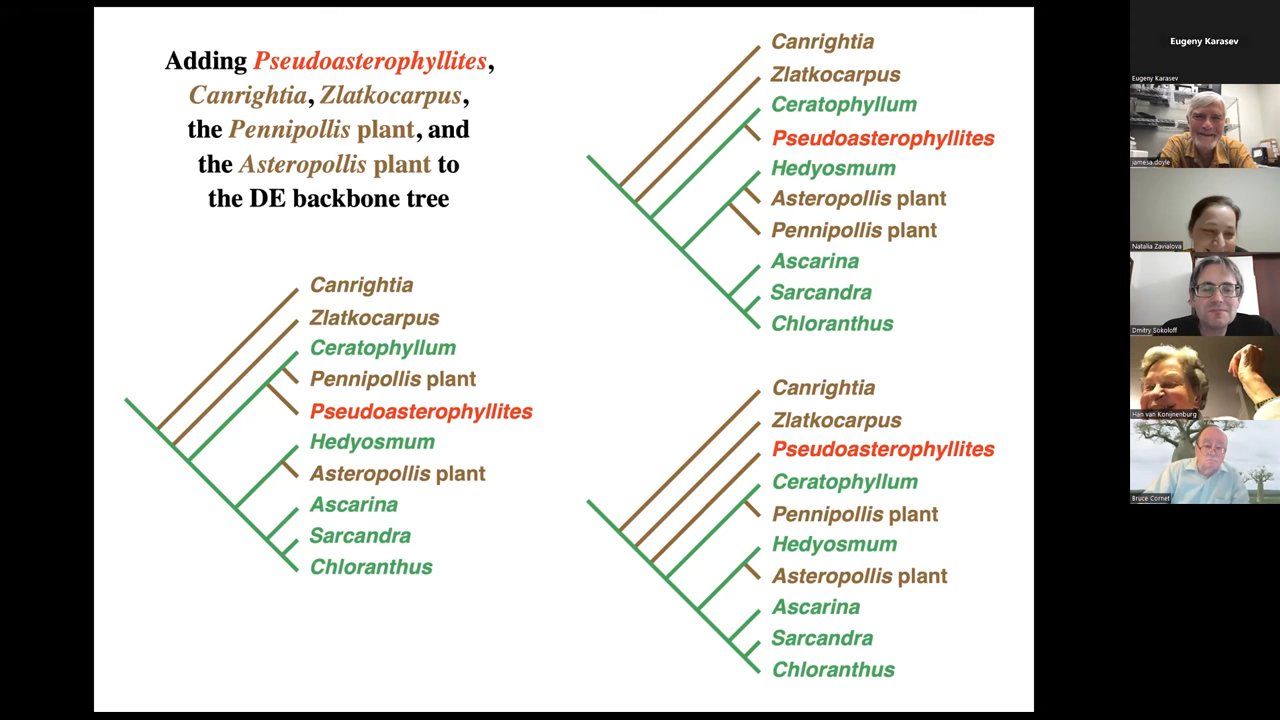 Adding Pseudoasterophyllites,
Canrightia, Zlatkocarpus,
the Pennipollis plant, and
the Asteropollis plant to
the DE backbone tree
Canrightia
Zlatkocarpus
Ceratophyllum
Pennipollis plant
Pseudoasterophyllites
Hedyosmum
Asteropollis plant
Ascarina
Sarcandra
Chloranthus
Canrightia
Zlatkocarpus
Ceratophyllum
Pseudoasterophyllites
Hedyosmum
Asteropollis plant
Pennipollis plant
Ascarina
Sarcandra
Chloranthus
Canrightia
Zlatkocarpus
Pseudoasterophyllites
Ceratophyllum
Pennipollis plant
Hedyosmum
Asteropollis plant
Ascarina
Sarcandra
Chloranthus
Eugeny Karasev
Eugeny Karasev
jamesa.doyle
Natalia Zavialova
Dmitry Sokoloff
Han van Konijnenburg
Bruce Cornet